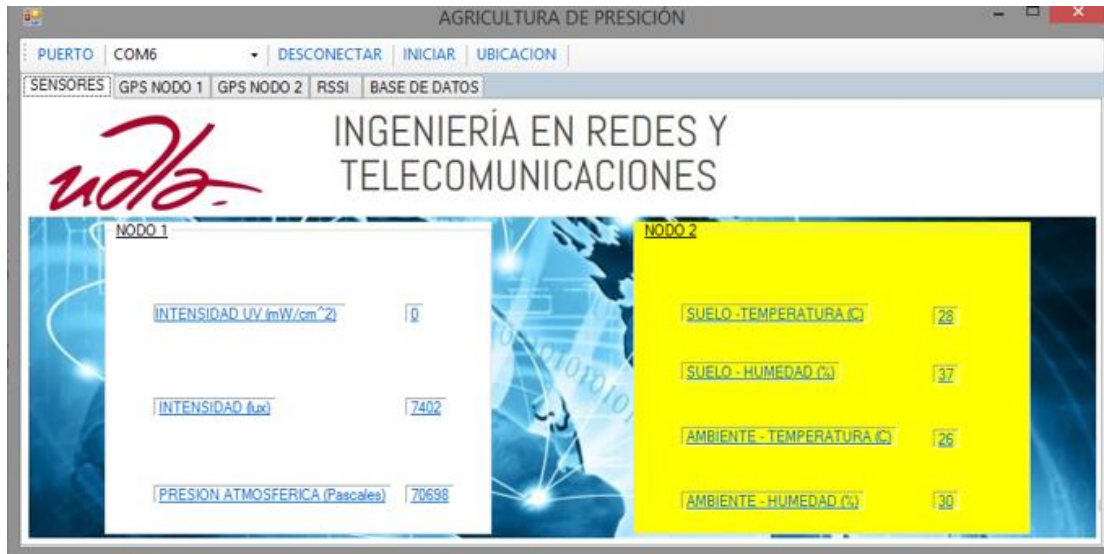 AGRICULTURA DE PRESICIÓN
PUERTO COM6 DESCONECTAR INICIAR UBICACION
SENSORES GPS NODO 1 GPS NODO 2 RSSI BASE DE DATOS
udla-
INGENIERÍA EN REDES Y
TELECOMUNICACIONES
NODO 1
INTENSIDAD UV (mW/cm^2) 0
INTENSIDAD (lux) 7402
PRESION ATMOSFERICA (Pascales) 70698
NODO 2
SUELO -TEMPERATURA (C) 28
SUELO - HUMEDAD (%) 37
AMBIENTE - TEMPERATURA (C) 26
AMBIENTE - HUMEDAD (%) 30